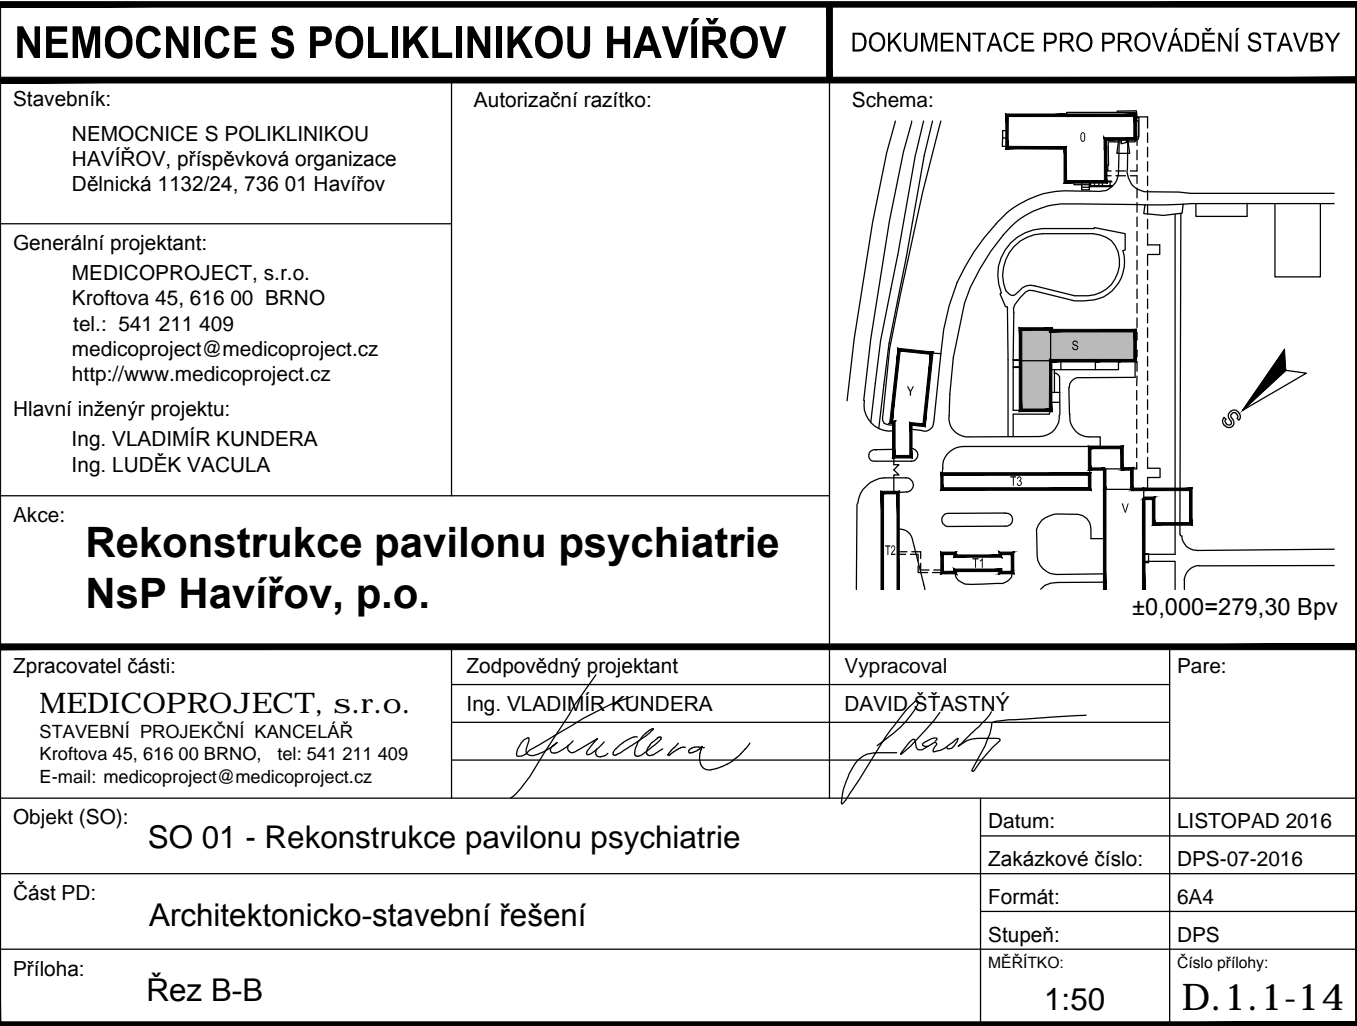 NEMOCNICE S POLIKLINIKOU HAVÍŘOV
DOKUMENTACE PRO PROVÁDĚNÍ STAVBY
Stavebník:
NEMOCNICE S POLIKLINIKOU
HAVÍŘOV, příspěvková organizace
Dělnická 1132/24, 736 01 Havířov
Autorizační razítko:
Schema:
0
S
Y
T3
V
T2
T1
S
±0,000=279,30 Bpv
Generální projektant:
MEDICOPROJECT, s.r.o.
Kroftova 45, 616 00 BRNO
tel.: 541 211 409
medicoproject@medicoproject.cz
http://www.medicoproject.cz
Hlavní inženýr projektu:
Ing. VLADIMÍR KUNDERA
Ing. LUDĚK VACULA
Akce:
Rekonstrukce pavilonu psychiatrie
NsP Havířov, p.o.
Zpracovatel části:
MEDICOPROJECT, s.r.o.
STAVEBNÍ PROJEKČNÍ KANCELÁŘ
Kroftova 45, 616 00 BRNO, tel: 541 211 409
E-mail: medicoproject@medicoproject.cz
Zodpovědný projektant
Ing. VLADIMÍR KUNDERA
Kundera
Vypracoval
DAVID ŠŤASTNÝ
Pare:
Objekt (SO):
SO 01 - Rekonstrukce pavilonu psychiatrie
Datum:
LISTOPAD 2016
Zakázkové číslo:
DPS-07-2016
Část PD:
Architektonicko-stavební řešení
Formát:
6A4
Stupeň:
DPS
Příloha:
Řez B-B
MĚŘÍTKO:
1:50
Číslo přílohy:
D.1.1-14